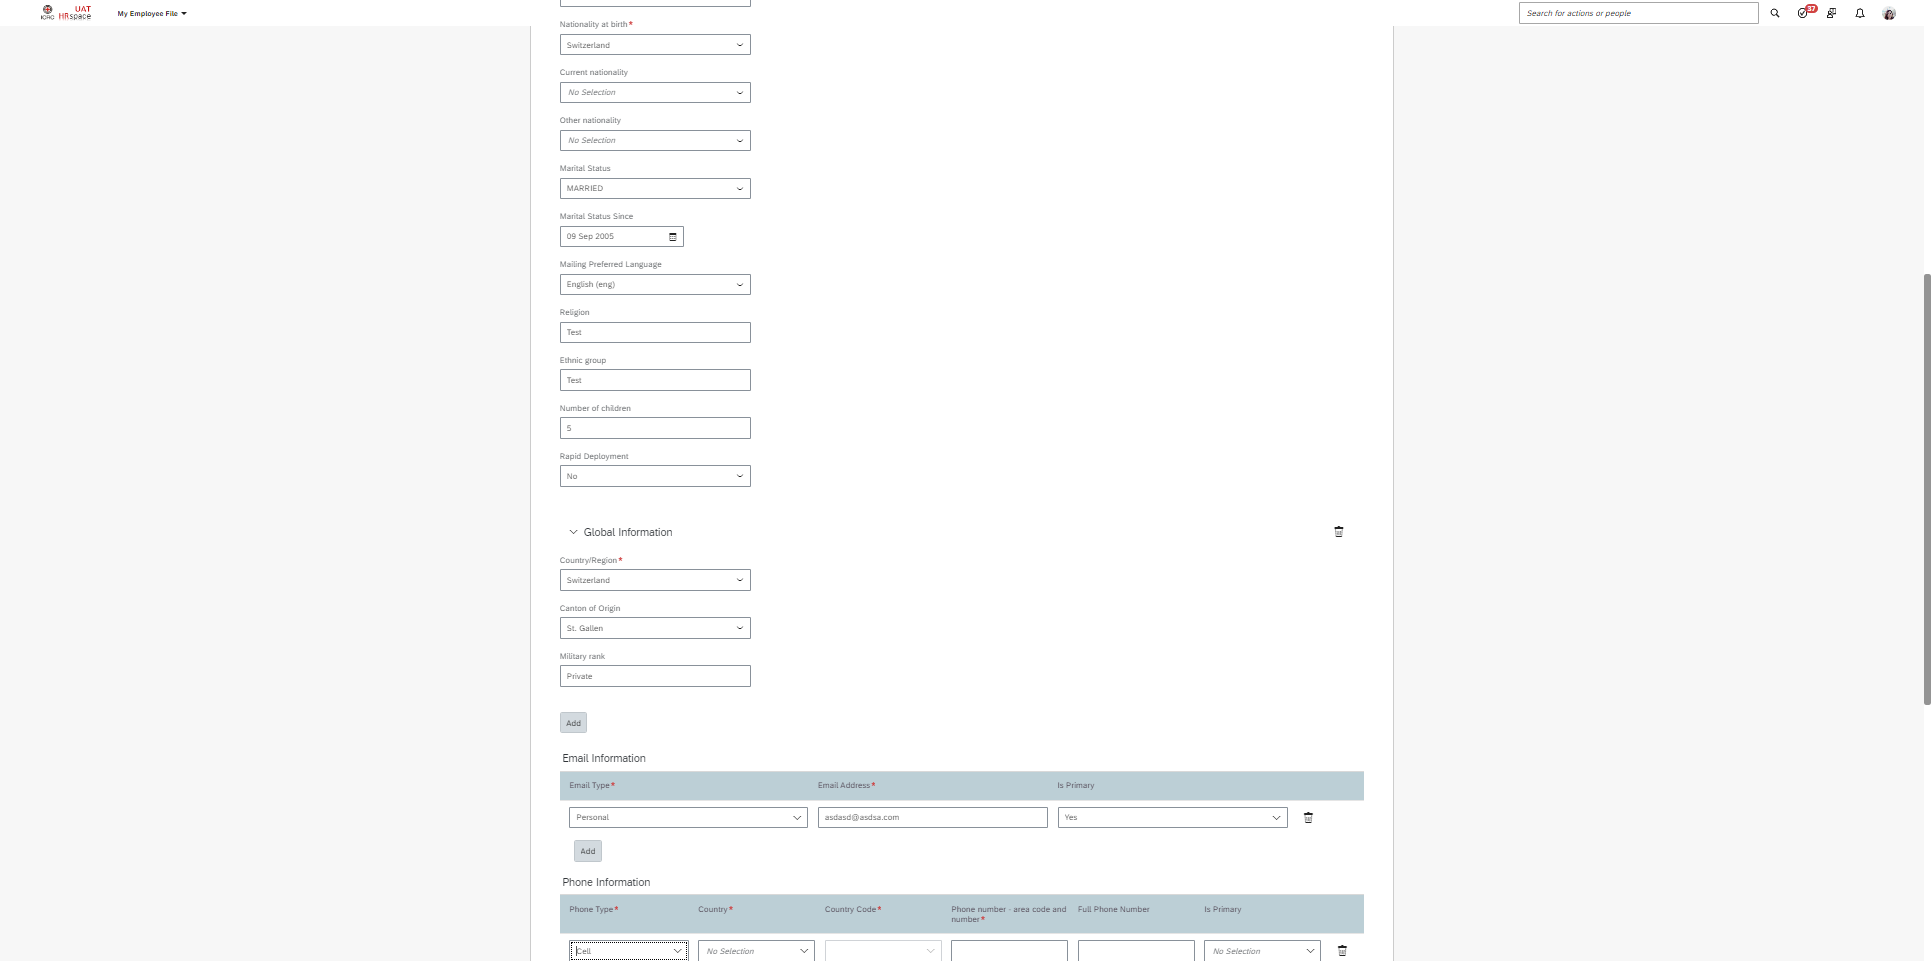 UAT
ICRC HRspace
My Employee File
Search for actions or people
37
Nationality at birth*
Switzerland
Current nationality
No Selection
Other nationality
No Selection
Marital Status
MARRIED
Marital Status Since
09 Sep 2005
Mailing Preferred Language
English (eng)
Religion
Test
Ethnic group
Test
Number of children
5
Rapid Deployment
No
Global Information
Country/Region*
Switzerland
Canton of Origin
St. Gallen
Military rank
Private
Add
Email Information
Email Type* Email Address* Is Primary
Personal asdasd@asdsa.com Yes
Add
Phone Information
Phone Type* Country* Country Code* Phone number - area code and Full Phone Number Is Primary
number*
Cell No Selection No Selection